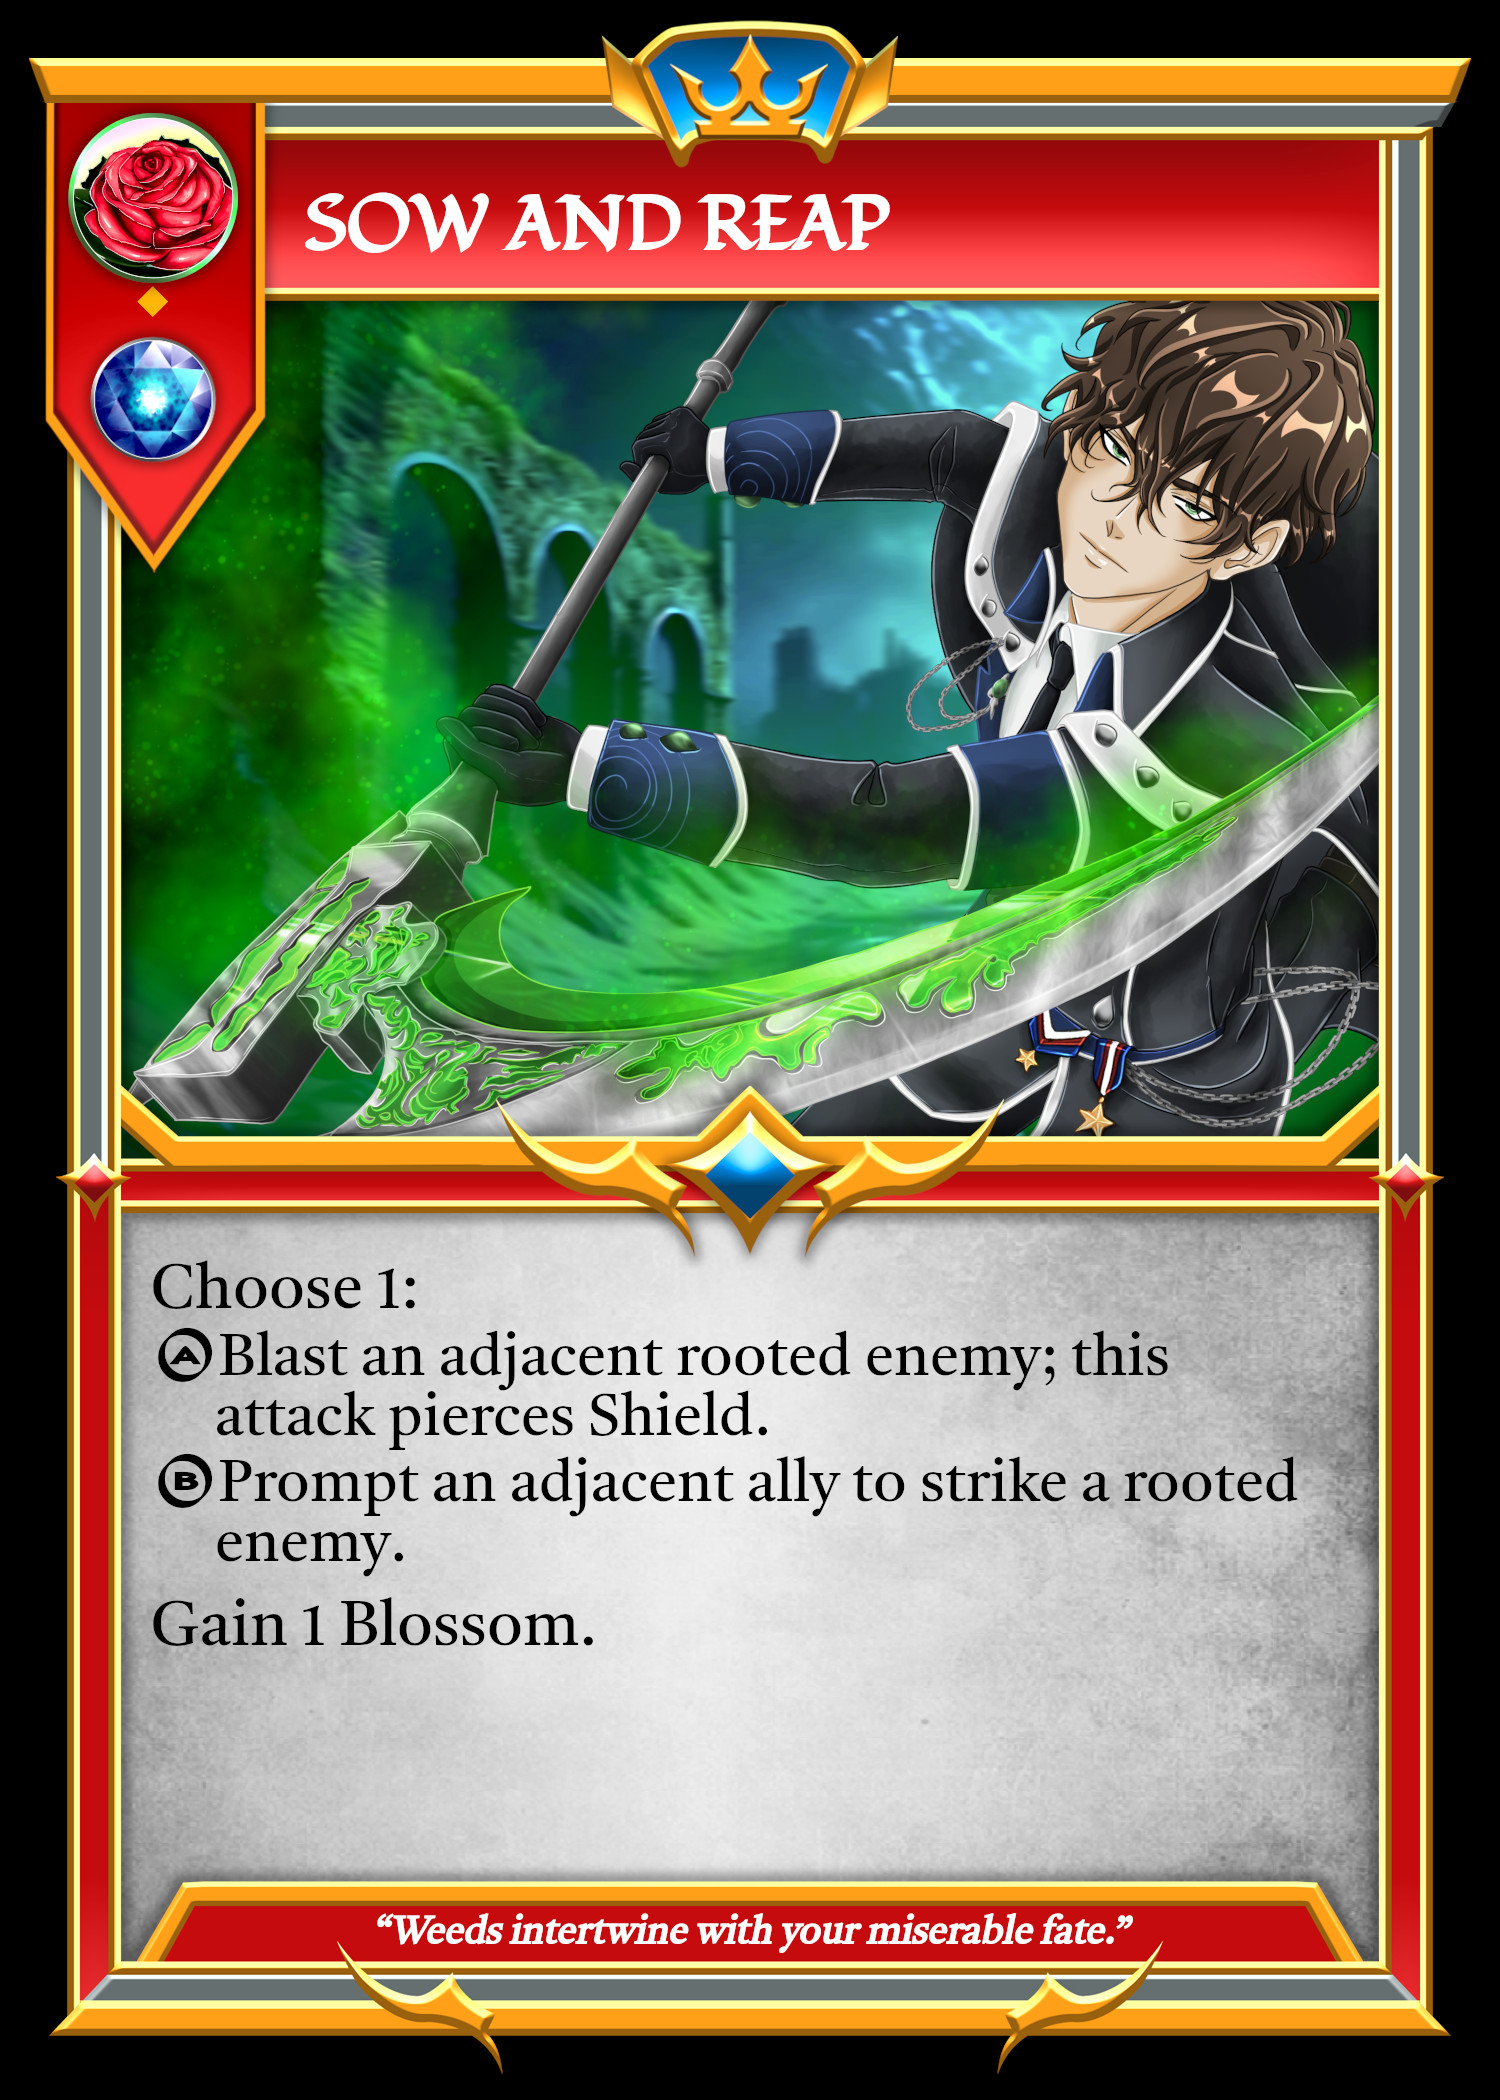 SOW AND REAP
Choose 1:
Ⓐ Blast an adjacent rooted enemy; this
attack pierces Shield.
Ⓑ Prompt an adjacent ally to strike a rooted
enemy.
Gain 1 Blossom.
“Weeds intertwine with your miserable fate.”